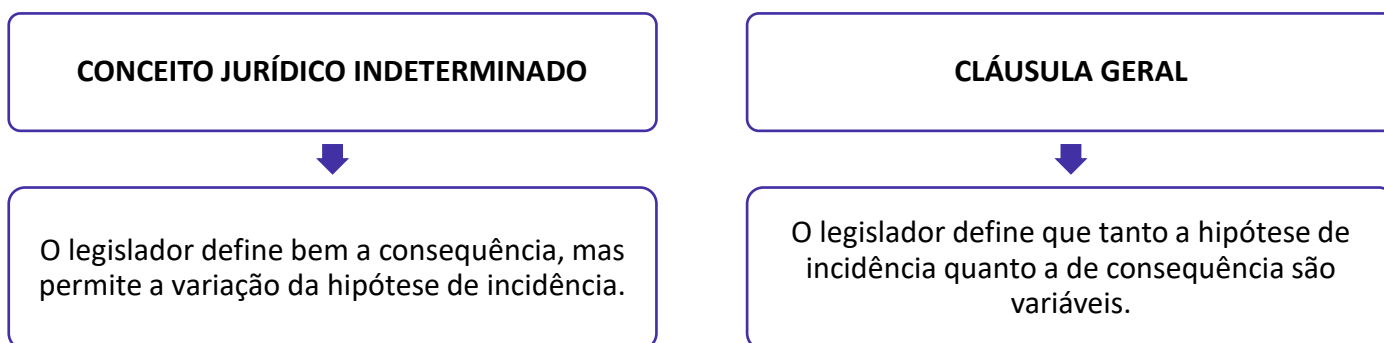 CONCEITO JURÍDICO INDETERMINADO
O legislador define bem a consequência, mas
permite a variação da hipótese de incidência.
CLÁUSULA GERAL
O legislador define que tanto a hipótese de
incidência quanto a de consequência são
variáveis.